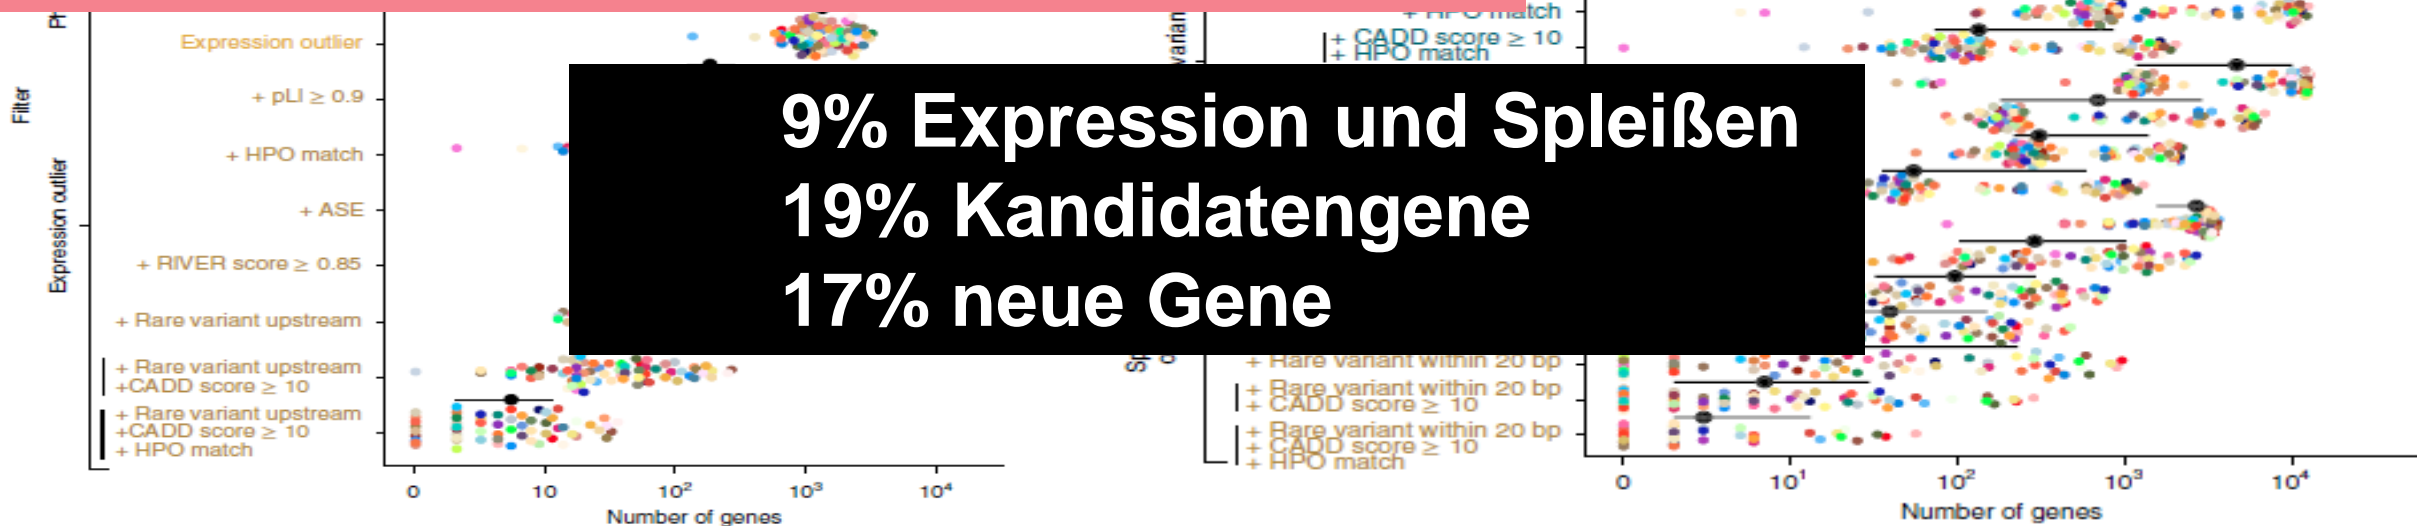 Filter
Expression outlier
Expression outlier
+ pLI ≥ 0.9
+ HPO match
+ ASE
+ RIVER score ≥ 0.85
+ Rare variant upstream
+ Rare variant upstream
+CADD score ≥ 10
+ Rare variant upstream
+CADD score ≥ 10
+ HPO match
0 10 10² 10³ 10⁴
Number of genes
9% Expression und Spleißen
19% Kandidatengene
17% neue Gene
+ HPO match
+ CADD score ≥ 10
+ HPO match
+ Rare variant within 20 bp
+ Rare variant within 20 bp
+ CADD score ≥ 10
+ Rare variant within 20 bp
+ CADD score ≥ 10
+ HPO match
0 10¹ 10² 10³ 10⁴
Number of genes